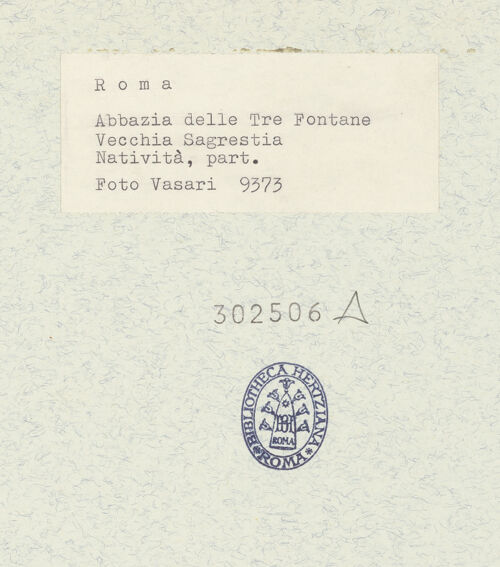 Roma
Abbazia delle Tre Fontane
Vecchia Sagrestia
Natività, part.
Foto Vasari 9373
302506 A
BIBLIOTHECA HERTZIANA
ROMA
* ROMA *